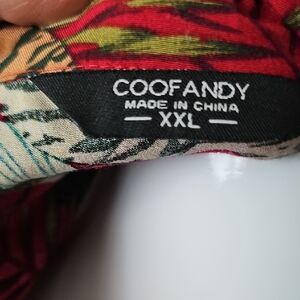 COOFANDY
MADE IN CHINA
— XXL —